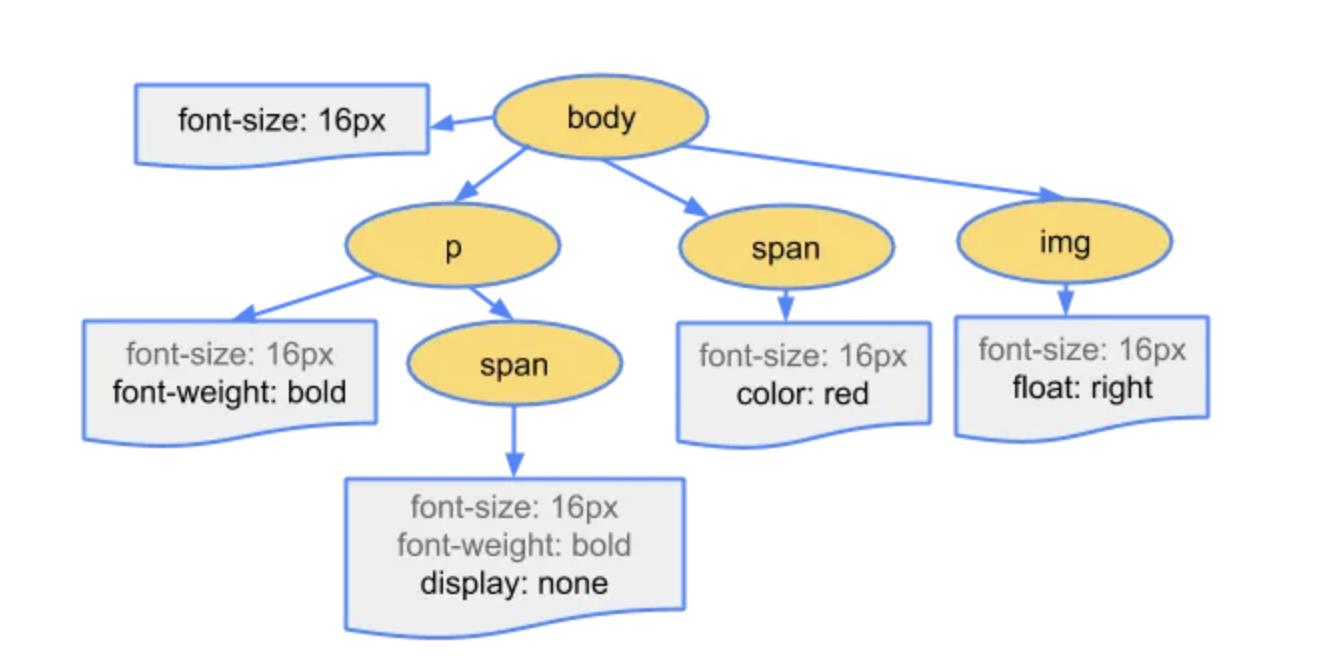 body
font-size: 16px
p
span
img
font-size: 16px
font-weight: bold
span
font-size: 16px
color: red
font-size: 16px
float: right
font-size: 16px
font-weight: bold
display: none